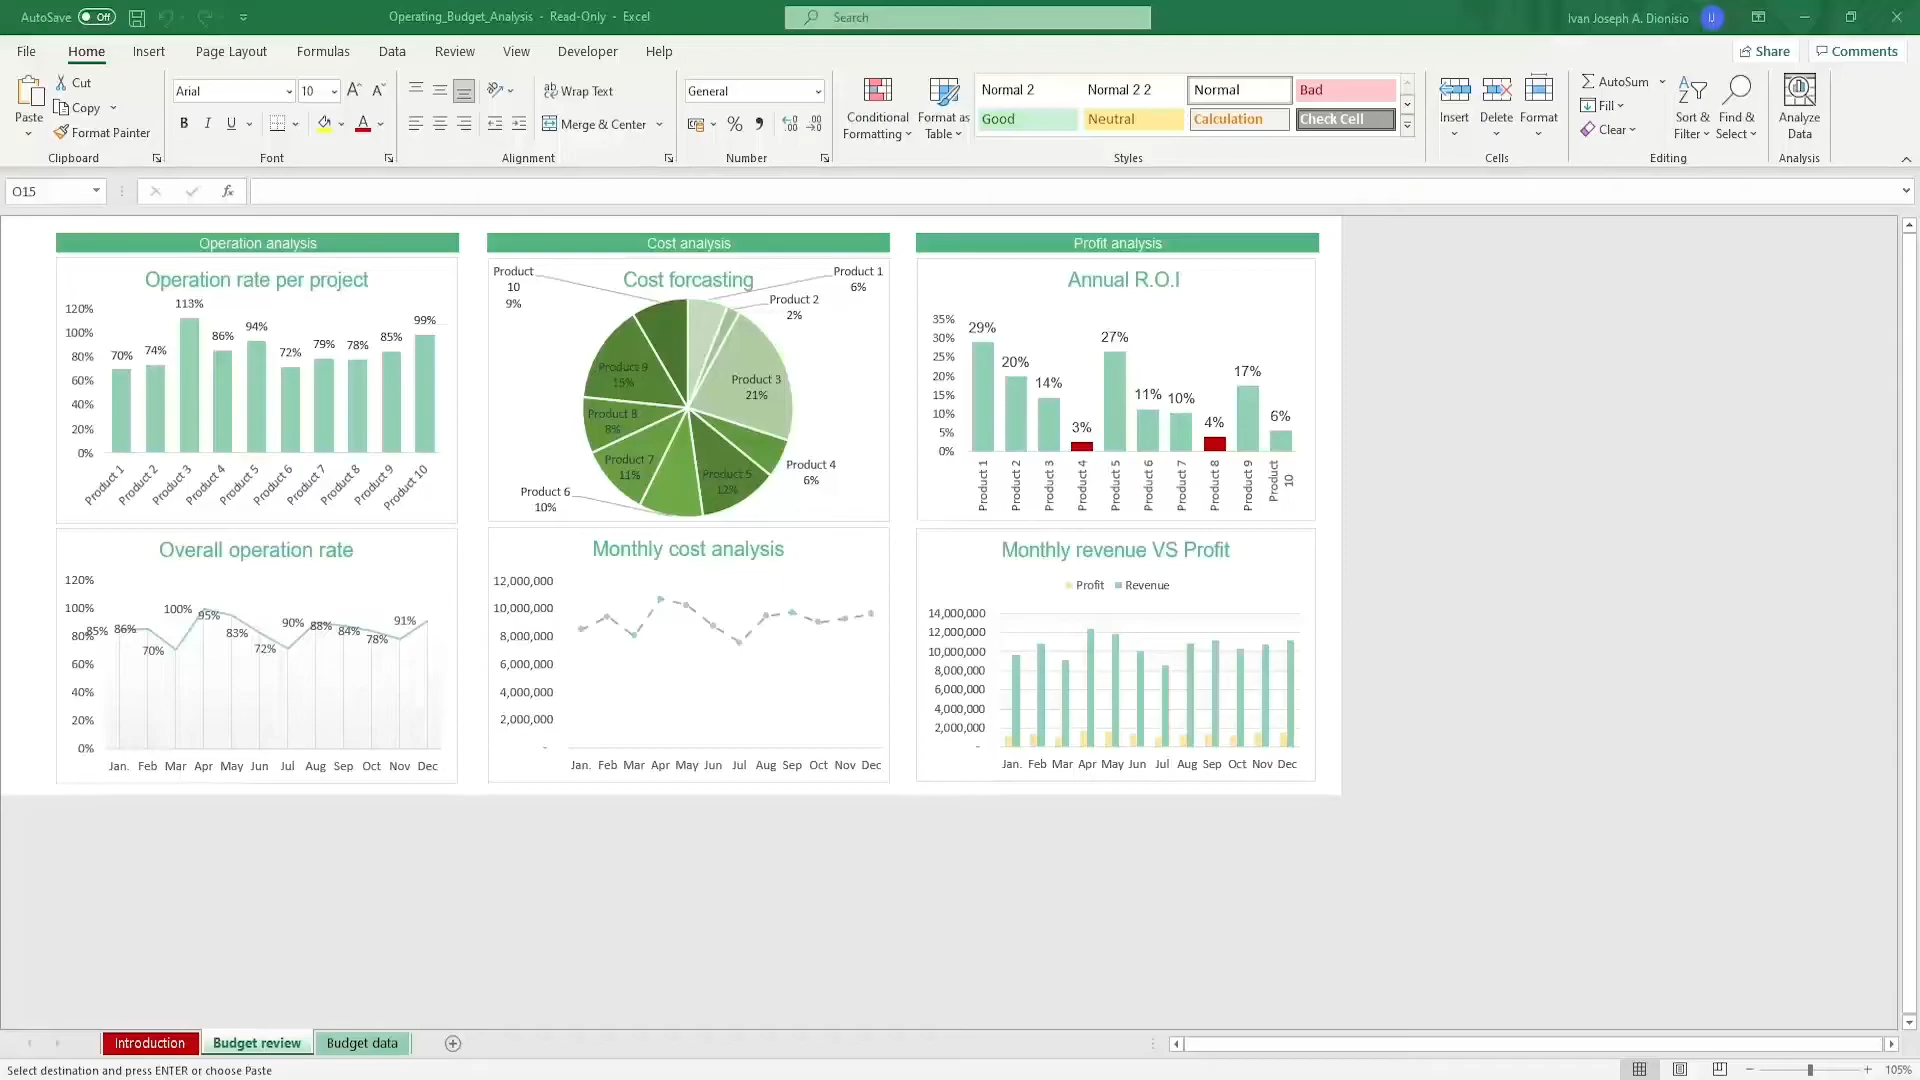 AutoSave Off
Operating_Budget_Analysis - Read-Only - Excel
Search
Ivan Joseph A. Dionisio
IJ
File Home Insert Page Layout Formulas Data Review View Developer Help
Share Comments
Paste
Cut
Copy
Format Painter
Clipboard
Arial 10
B I U
Font
Wrap Text
Merge & Center
Alignment
General
Number
Conditional
Formatting
Format as
Table
Normal 2 Normal 2 2 Normal Bad
Good Neutral Calculation Check Cell
Styles
Insert Delete Format
Cells
AutoSum
Fill
Clear
Sort &
Filter
Find &
Select
Editing
Analyze
Data
Analysis
O15
fx
Operation analysis
Operation rate per project
120%
100%
80%
60%
40%
20%
0%
70% 74% 113% 86% 94% 72% 79% 78% 85% 99%
Product 1 Product 2 Product 3 Product 4 Product 5 Product 6 Product 7 Product 8 Product 9 Product 10
Cost analysis
Cost forcasting
Product
10
9%
Product 1
6%
Product 2
2%
Product 3
21%
Product 4
6%
Product 5
12%
Product 6
10%
Product 7
11%
Product 8
8%
Product 9
15%
Profit analysis
Annual R.O.I
35%
30%
25%
20%
15%
10%
5%
0%
29% 20% 14% 3% 27% 11% 10% 4% 17% 6%
Product 1 Product 2 Product 3 Product 4 Product 5 Product 6 Product 7 Product 8 Product 9 Product 10
Overall operation rate
120%
100%
80%
60%
40%
20%
0%
85% 86% 70% 100% 95% 83% 72% 90% 88% 84% 78% 91%
Jan. Feb Mar Apr May Jun Jul Aug Sep Oct Nov Dec
Monthly cost analysis
12,000,000
10,000,000
8,000,000
6,000,000
4,000,000
2,000,000
-
Jan. Feb Mar Apr May Jun Jul Aug Sep Oct Nov Dec
Monthly revenue VS Profit
Profit Revenue
14,000,000
12,000,000
10,000,000
8,000,000
6,000,000
4,000,000
2,000,000
-
Jan. Feb Mar Apr May Jun Jul Aug Sep Oct Nov Dec
Introduction Budget review Budget data
Select destination and press ENTER or choose Paste
105%